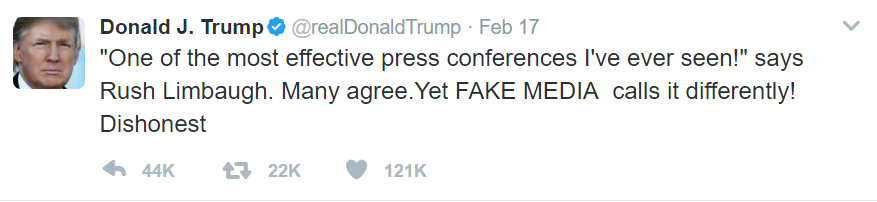 Donald J. Trump @realDonaldTrump · Feb 17
"One of the most effective press conferences I've ever seen!" says
Rush Limbaugh. Many agree.Yet FAKE MEDIA  calls it differently!
Dishonest
44K 22K 121K